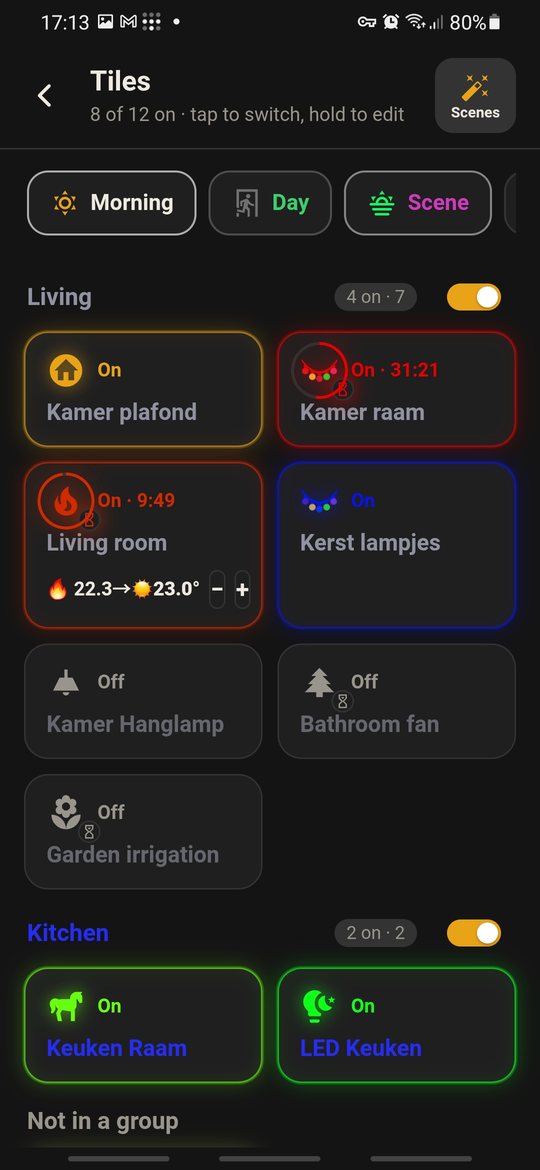 17:13 80%
Tiles
8 of 12 on · tap to switch, hold to edit
Scenes
Morning Day Scene
Living 4 on · 7
On On · 31:21
Kamer plafond Kamer raam
On · 9:49 On
Living room Kerst lampjes
22.3→ 23.0° − +
Off Off
Kamer Hanglamp Bathroom fan
Off
Garden irrigation
Kitchen 2 on · 2
On On
Keuken Raam LED Keuken
Not in a group